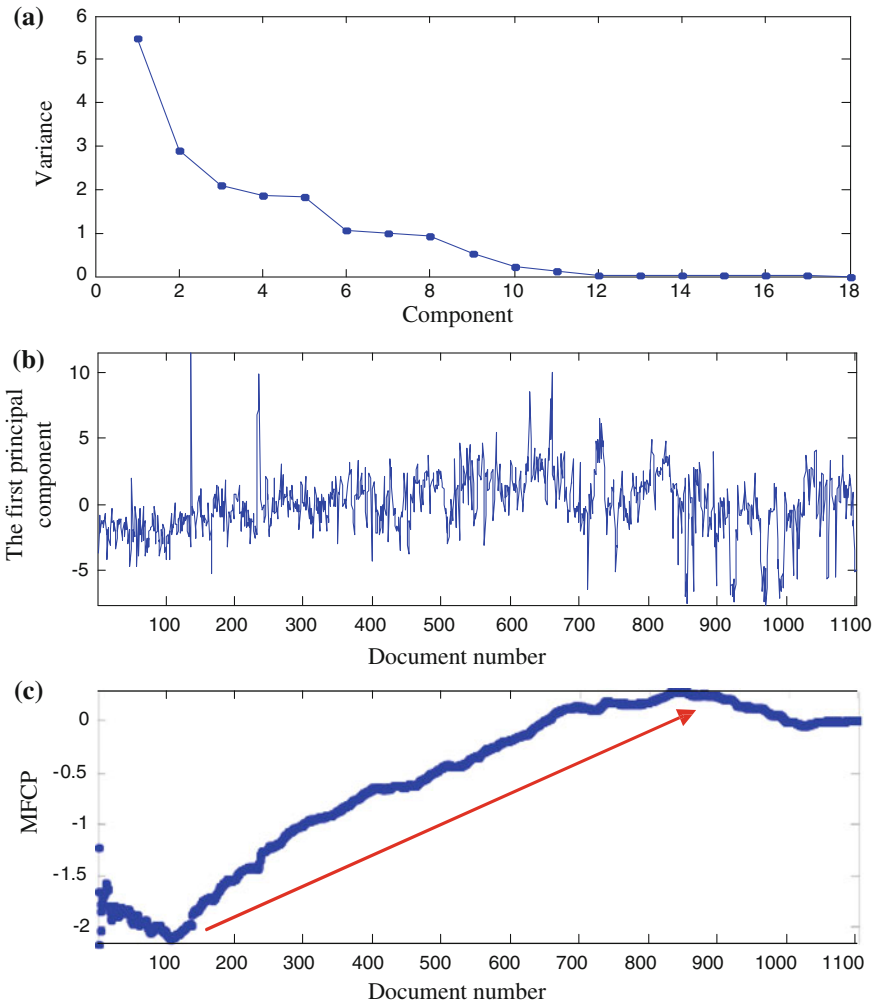 (a)
6
5
4
3
2
1
0
Variance
0 2 4 6 8 10 12 14 16 18
Component
(b)
10
5
0
-5
The first principal
component
100 200 300 400 500 600 700 800 900 1000 1100
Document number
(c)
0
-0.5
-1
-1.5
-2
MFCP
100 200 300 400 500 600 700 800 900 1000 1100
Document number